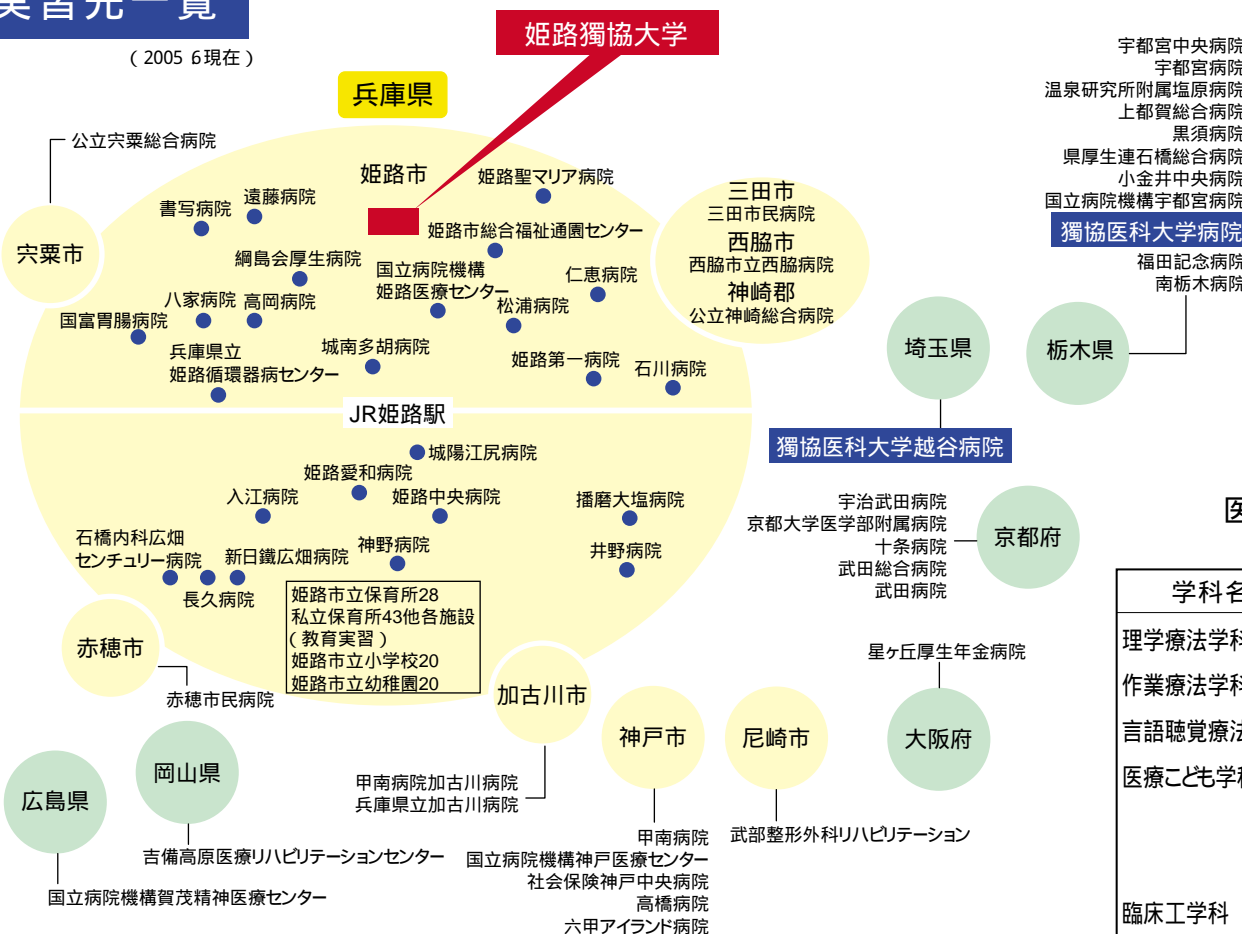 実習先一覧
( 2005 6現在 )
姫路獨協大学
兵庫県
公立宍粟総合病院
宍粟市
姫路市
姫路聖マリア病院
遠藤病院
書写病院
姫路市総合福祉通園センター
綱島会厚生病院
国立病院機構
姫路医療センター
仁恵病院
八家病院
高岡病院
松浦病院
国富胃腸病院
兵庫県立
姫路循環器病センター
城南多胡病院
姫路第一病院
石川病院
三田市
三田市民病院
西脇市
西脇市立西脇病院
神崎郡
公立神崎総合病院
宇都宮中央病院
宇都宮病院
温泉研究所附属塩原病院
上都賀総合病院
黒須病院
県厚生連石橋総合病院
小金井中央病院
国立病院機構宇都宮病院
獨協医科大学病院
福田記念病院
南栃木病院
埼玉県
栃木県
獨協医科大学越谷病院
JR姫路駅
城陽江尻病院
姫路愛和病院
入江病院
姫路中央病院
播磨大塩病院
石橋内科広畑
センチュリー病院
新日鐵広畑病院
神野病院
井野病院
長久病院
姫路市立保育所28
私立保育所43他各施設
( 教育実習 )
姫路市立小学校20
姫路市立幼稚園20
宇治武田病院
京都大学医学部附属病院
十条病院
武田総合病院
武田病院
京都府
赤穂市
赤穂市民病院
加古川市
甲南病院加古川病院
兵庫県立加古川病院
神戸市
甲南病院
国立病院機構神戸医療センター
社会保険神戸中央病院
高橋病院
六甲アイランド病院
尼崎市
武部整形外科リハビリテーション
星ヶ丘厚生年金病院
大阪府
岡山県
吉備高原医療リハビリテーションセンター
広島県
国立病院機構賀茂精神医療センター
医
学科名
理学療法学科
作業療法学科
言語聴覚療法
医療こども学科
臨床工学科